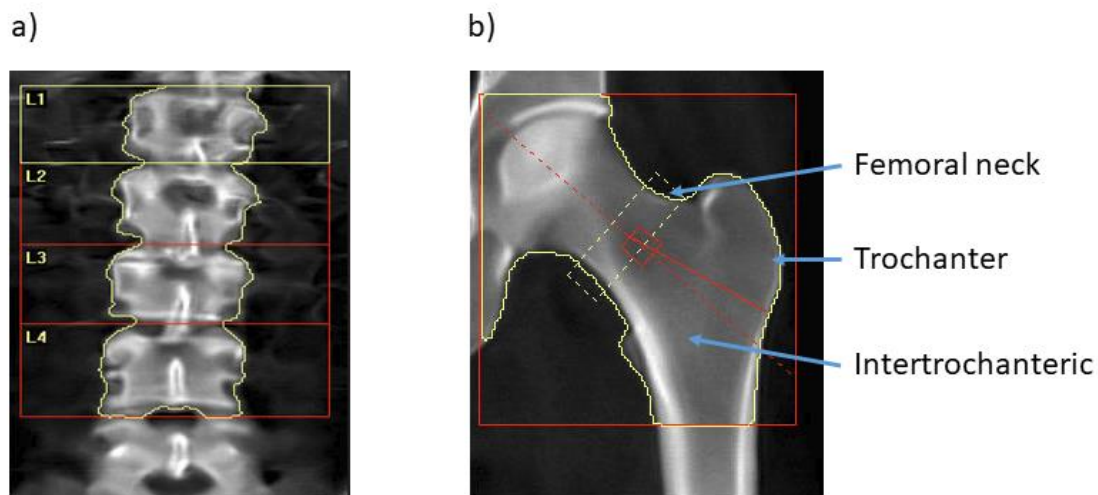 a)
b)
L1
L2
L3
L4
Femoral neck
Trochanter
Intertrochanteric